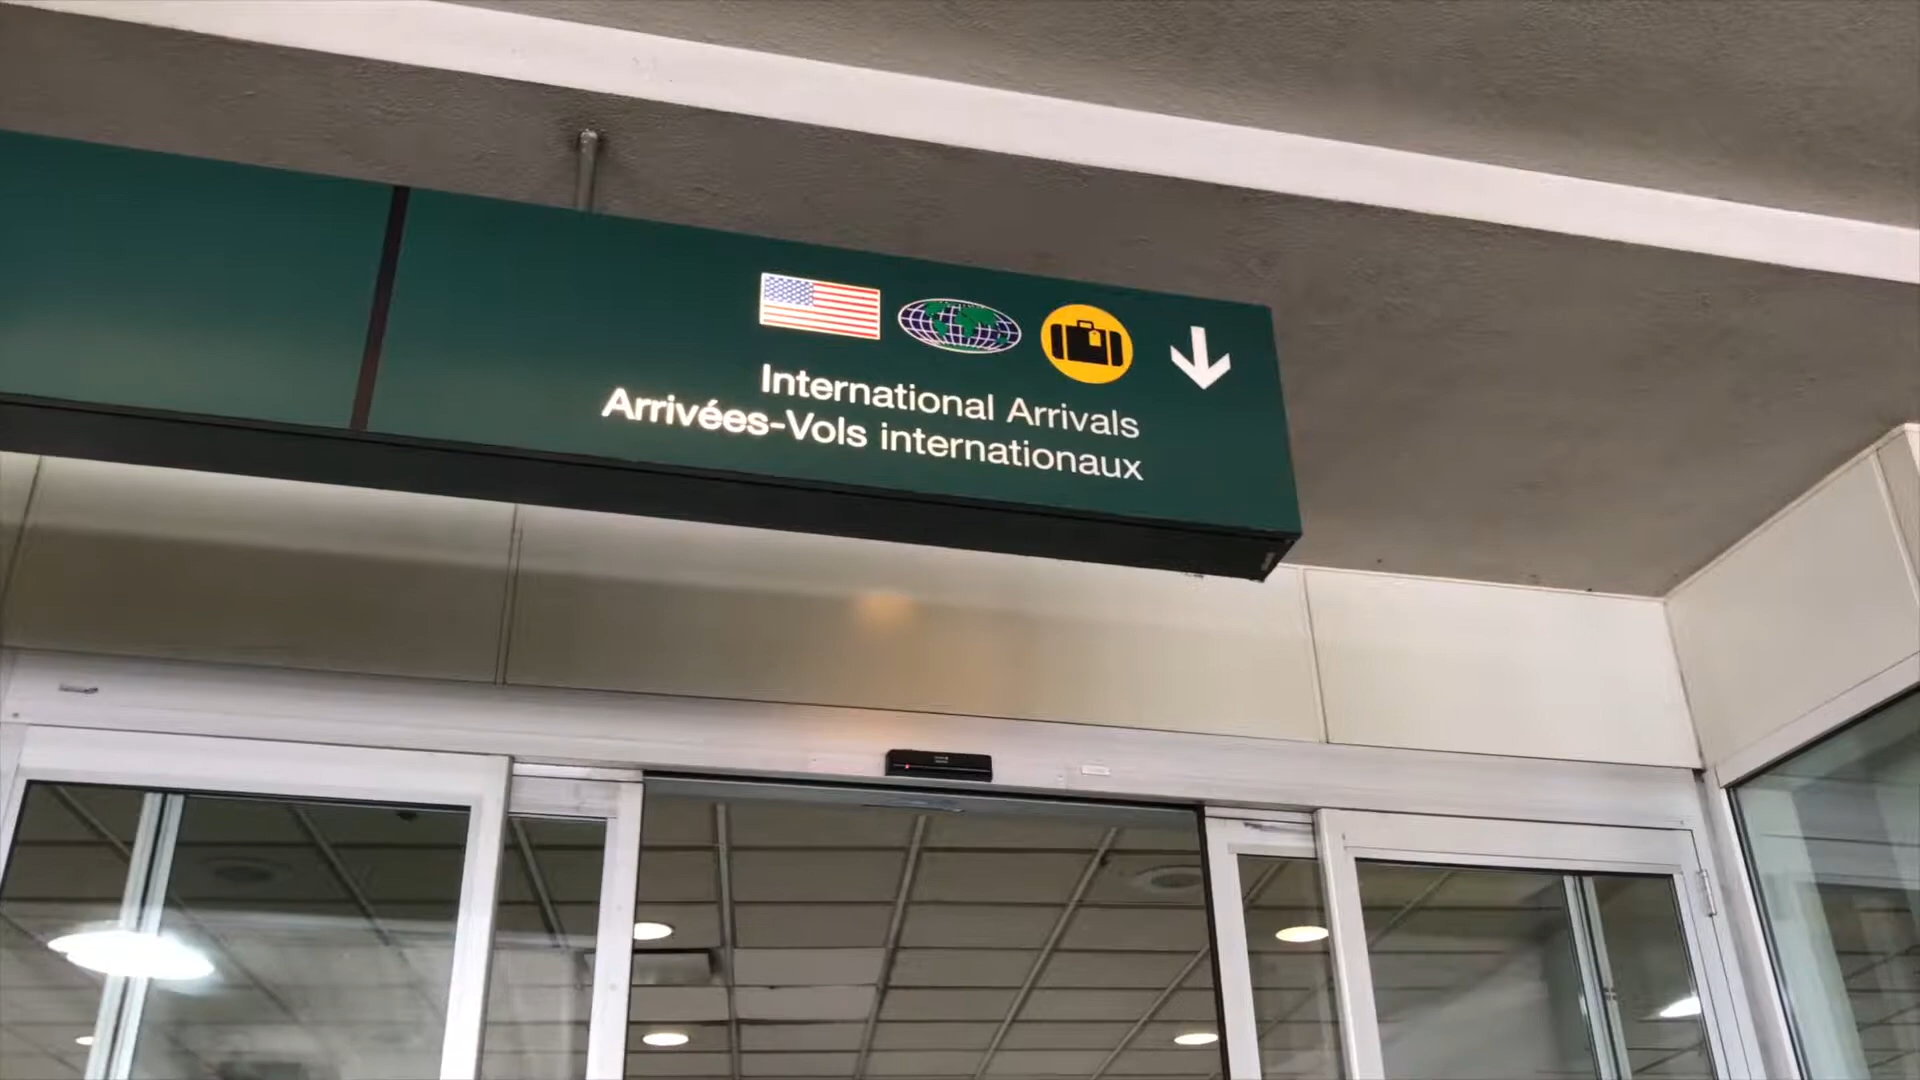 International Arrivals
Arrivées-Vols internationaux